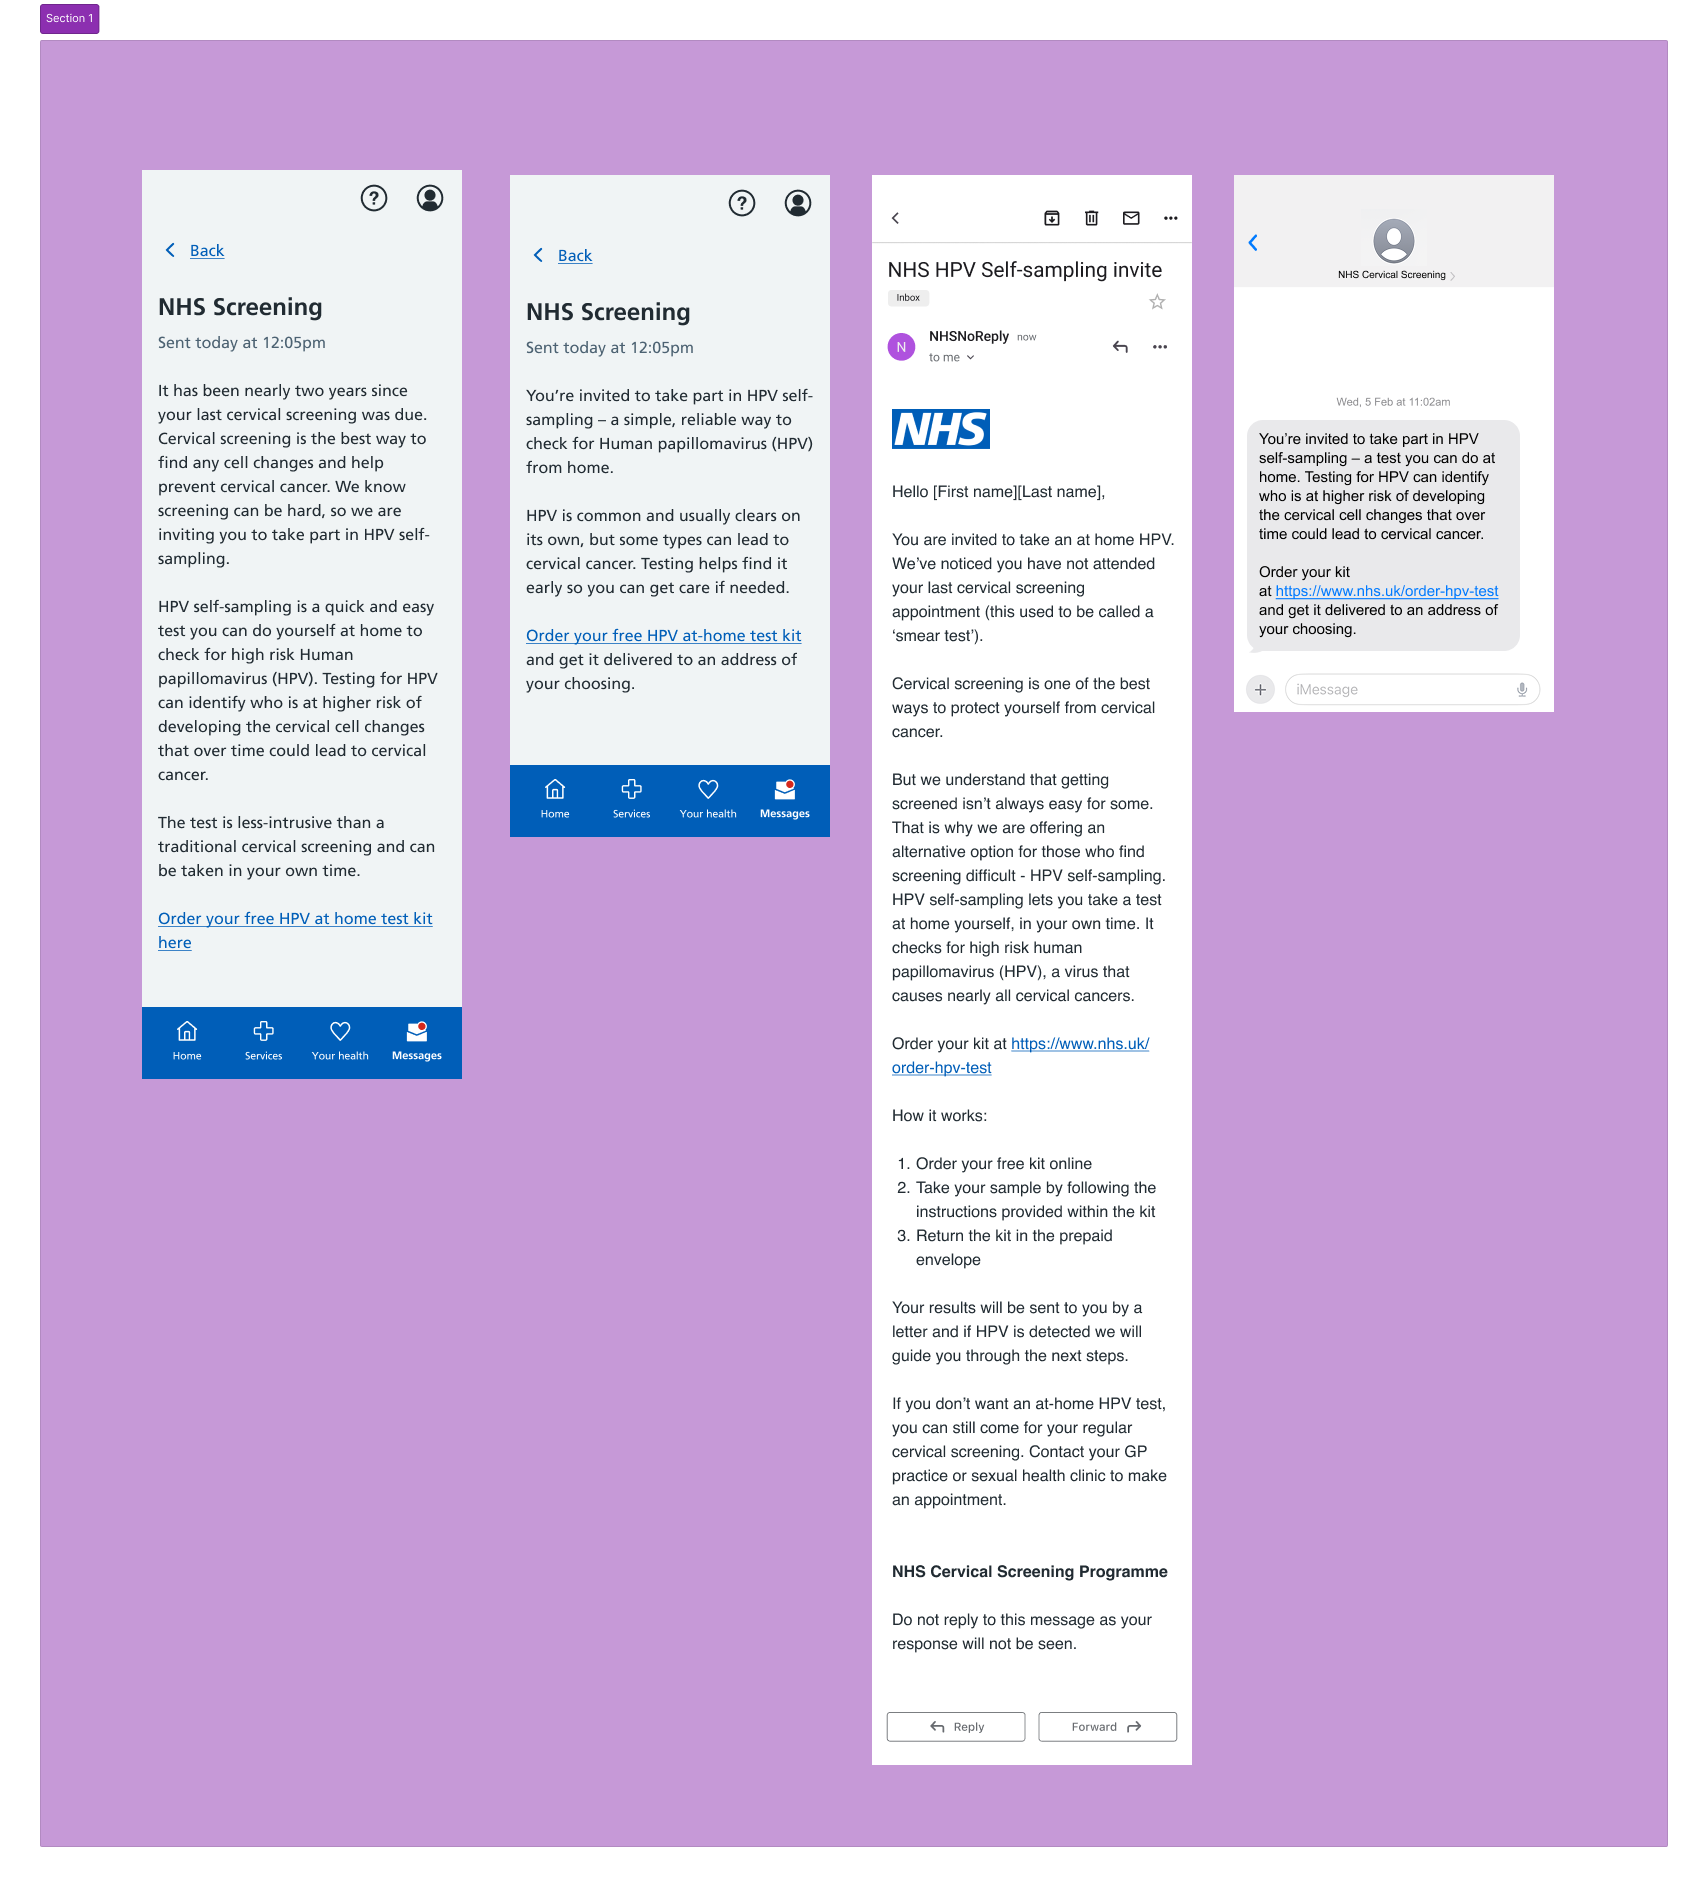 Section 1
Back
NHS Screening
Sent today at 12:05pm
It has been nearly two years since
your last cervical screening was due.
Cervical screening is the best way to
find any cell changes and help
prevent cervical cancer. We know
screening can be hard, so we are
inviting you to take part in HPV self-
sampling.
HPV self-sampling is a quick and easy
test you can do yourself at home to
check for high risk Human
papillomavirus (HPV). Testing for HPV
can identify who is at higher risk of
developing the cervical cell changes
that over time could lead to cervical
cancer.
The test is less-intrusive than a
traditional cervical screening and can
be taken in your own time.
Order your free HPV at home test kit
here
Home
Services
Your health
Messages
Back
NHS Screening
Sent today at 12:05pm
You’re invited to take part in HPV self-
sampling – a simple, reliable way to
check for Human papillomavirus (HPV)
from home.
HPV is common and usually clears on
its own, but some types can lead to
cervical cancer. Testing helps find it
early so you can get care if needed.
Order your free HPV at-home test kit
and get it delivered to an address of
your choosing.
Home
Services
Your health
Messages
NHS HPV Self-sampling invite
Inbox
N
NHSNoReply now
to me
NHS
Hello [First name][Last name],
You are invited to take an at home HPV.
We’ve noticed you have not attended
your last cervical screening
appointment (this used to be called a
‘smear test’).
Cervical screening is one of the best
ways to protect yourself from cervical
cancer.
But we understand that getting
screened isn’t always easy for some.
That is why we are offering an
alternative option for those who find
screening difficult - HPV self-sampling.
HPV self-sampling lets you take a test
at home yourself, in your own time. It
checks for high risk human
papillomavirus (HPV), a virus that
causes nearly all cervical cancers.
Order your kit at https://www.nhs.uk/
order-hpv-test
How it works:
1. Order your free kit online
2. Take your sample by following the
instructions provided within the kit
3. Return the kit in the prepaid
envelope
Your results will be sent to you by a
letter and if HPV is detected we will
guide you through the next steps.
If you don’t want an at-home HPV test,
you can still come for your regular
cervical screening. Contact your GP
practice or sexual health clinic to make
an appointment.
NHS Cervical Screening Programme
Do not reply to this message as your
response will not be seen.
Reply
Forward
NHS Cervical Screening
Wed, 5 Feb at 11:02am
You’re invited to take part in HPV
self-sampling – a test you can do at
home. Testing for HPV can identify
who is at higher risk of developing
the cervical cell changes that over
time could lead to cervical cancer.
Order your kit
at https://www.nhs.uk/order-hpv-test
and get it delivered to an address of
your choosing.
iMessage